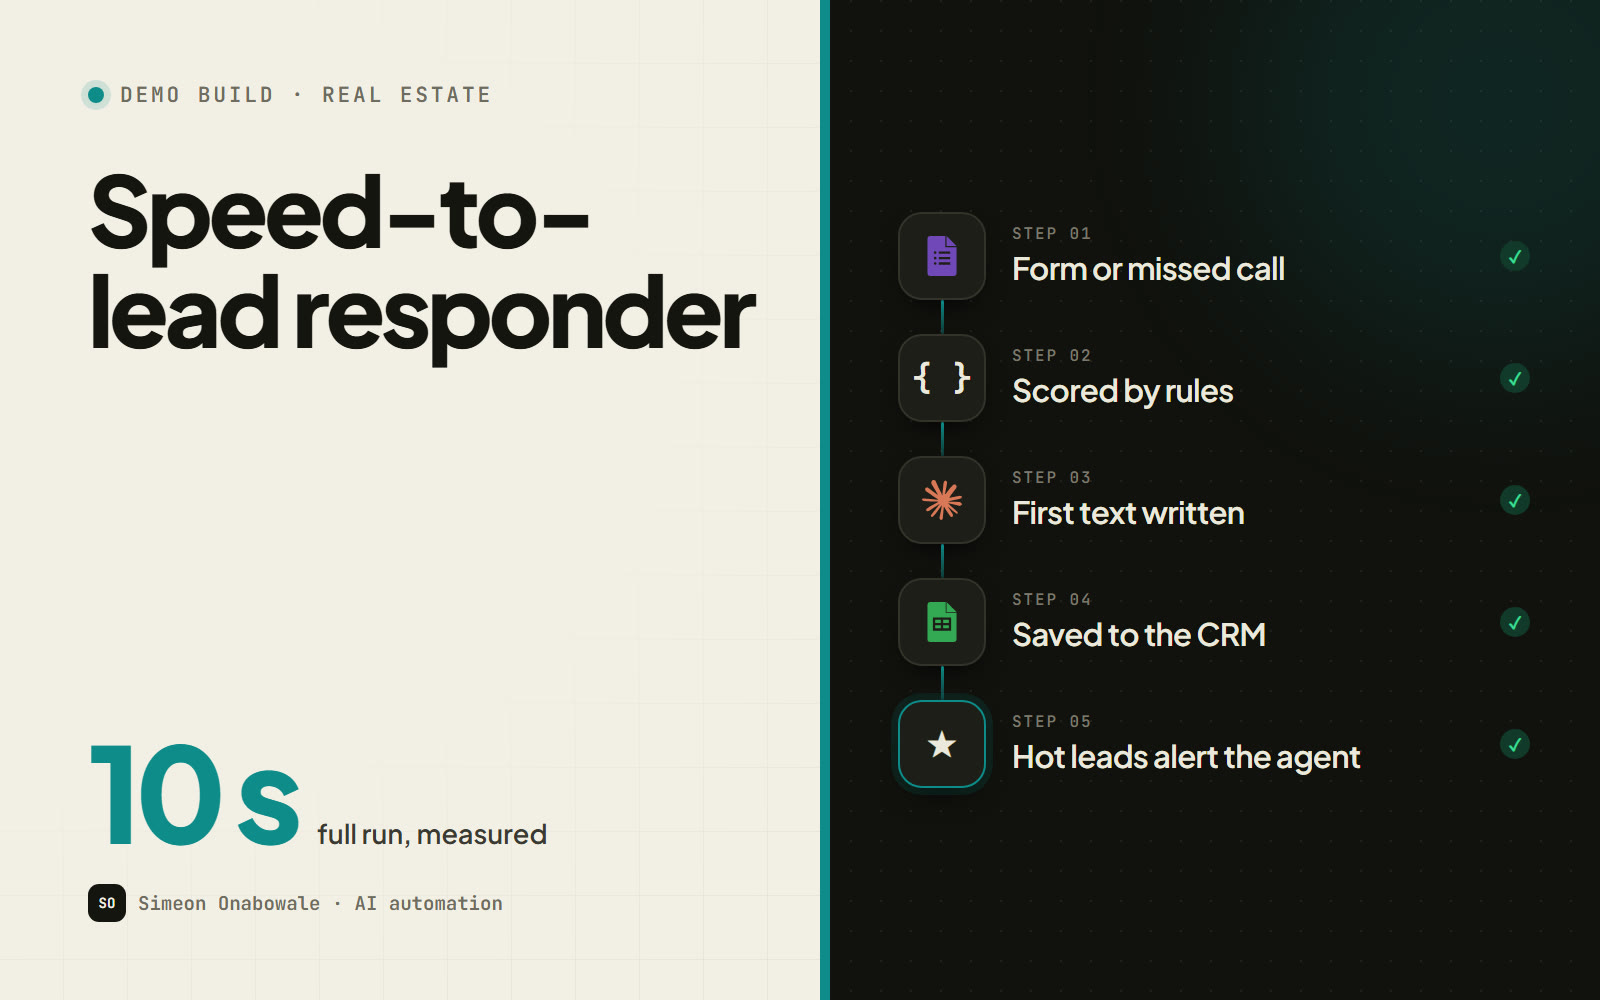 DEMO BUILD · REAL ESTATE
Speed-to-
lead responder
10 s full run, measured
SO Simeon Onabowale · AI automation
STEP 01
Form or missed call
{ }
STEP 02
Scored by rules
STEP 03
First text written
STEP 04
Saved to the CRM
STEP 05
Hot leads alert the agent